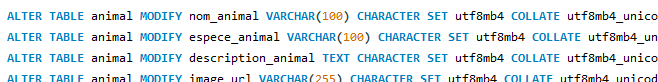 ALTER TABLE animal MODIFY nom_animal VARCHAR(100) CHARACTER SET utf8mb4 COLLATE utf8mb4_unico
ALTER TABLE animal MODIFY espece_animal VARCHAR(100) CHARACTER SET utf8mb4 COLLATE utf8mb4_un
ALTER TABLE animal MODIFY description_animal TEXT CHARACTER SET utf8mb4 COLLATE utf8mb4_unico
ALTER TABLE animal MODIFY image_url VARCHAR(255) CHARACTER SET utf8mb4 COLLATE utf8mb4_unicod